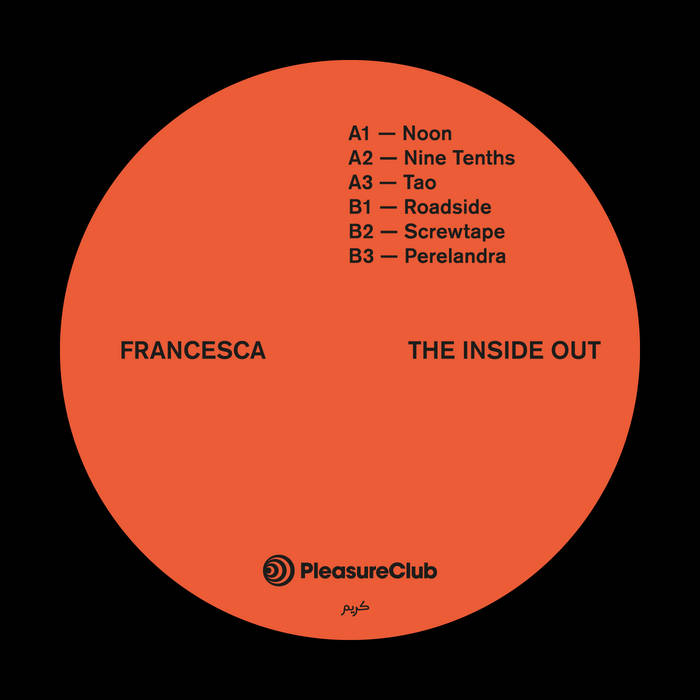 A1 — Noon
A2 — Nine Tenths
A3 — Tao
B1 — Roadside
B2 — Screwtape
B3 — Perelandra
FRANCESCA THE INSIDE OUT
PleasureClub
كريم